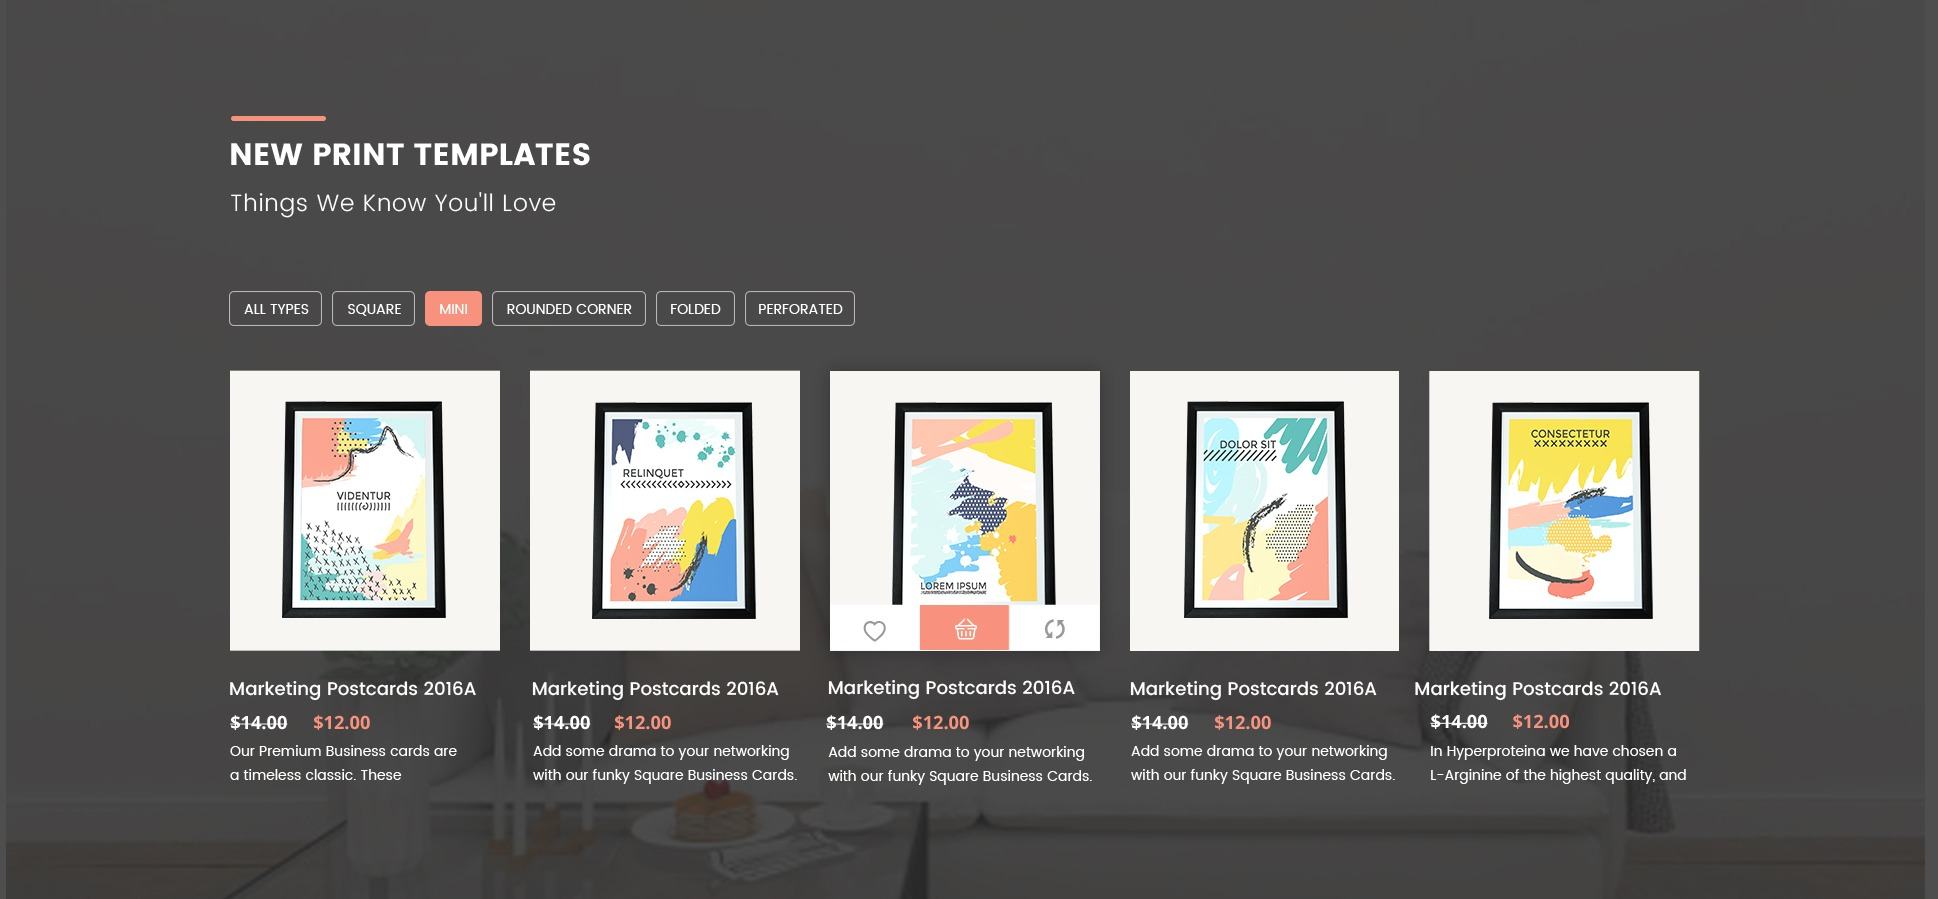 NEW PRINT TEMPLATES
Things We Know You'll Love
ALL TYPES
SQUARE
MINI
ROUNDED CORNER
FOLDED
PERFORATED
VIDENTUR
RELINQUET
LOREM IPSUM
DOLOR SIT
CONSECTETUR
Marketing Postcards 2016A
$14.00 $12.00
Our Premium Business cards are
a timeless classic. These
Marketing Postcards 2016A
$14.00 $12.00
Add some drama to your networking
with our funky Square Business Cards.
Marketing Postcards 2016A
$14.00 $12.00
Add some drama to your networking
with our funky Square Business Cards.
Marketing Postcards 2016A
$14.00 $12.00
Add some drama to your networking
with our funky Square Business Cards.
Marketing Postcards 2016A
$14.00 $12.00
In Hyperproteina we have chosen a
L-Arginine of the highest quality, and